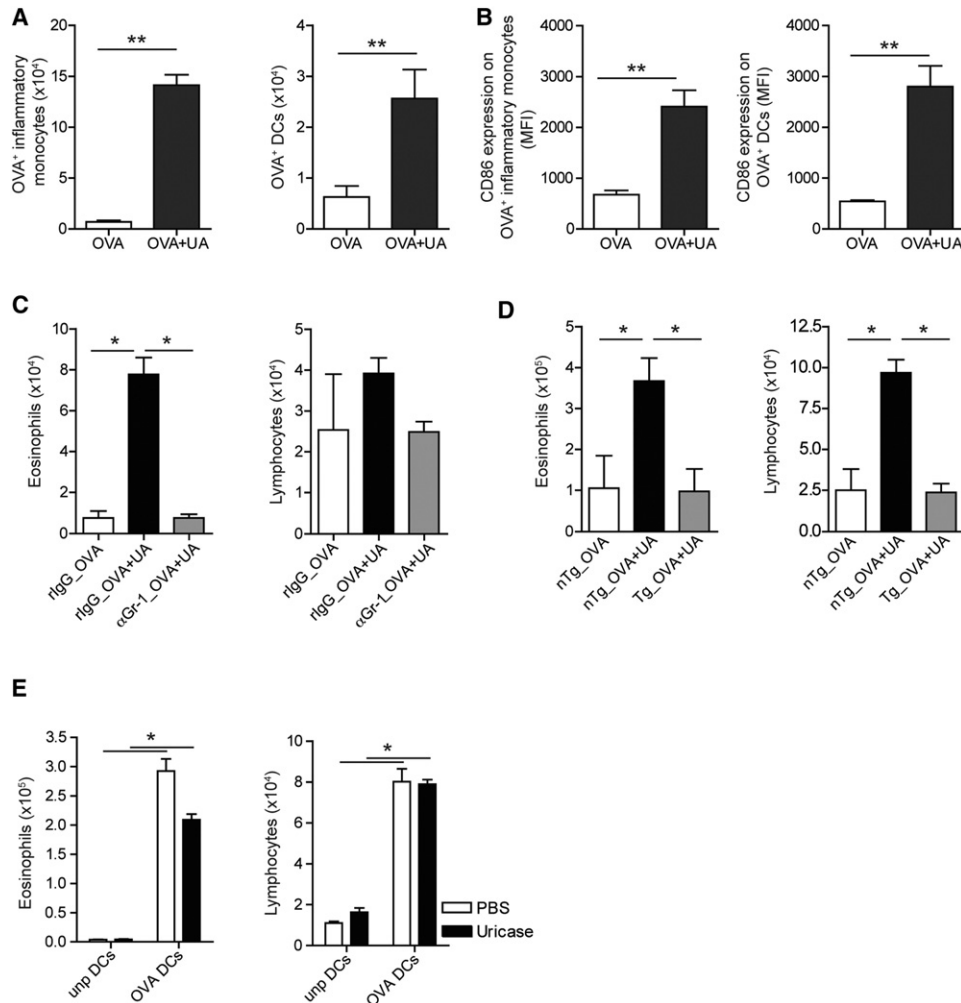 A
OVA⁺ inflammatory
monocytes (x10⁴)
20
15
10
5
0
**
OVA
OVA+UA
OVA⁺ DCs (x10⁴)
4
3
2
1
0
**
OVA
OVA+UA
B
CD86 expression on
OVA⁺ inflammatory monocytes
(MFI)
4000
3000
2000
1000
0
**
OVA
OVA+UA
CD86 expression on
OVA⁺ DCs (MFI)
4000
3000
2000
1000
0
**
OVA
OVA+UA
C
Eosinophils (x10⁴)
10
8
6
4
2
0
* *
rIgG_OVA
rIgG_OVA+UA
αGr-1_OVA+UA
Lymphocytes (x10⁴)
5
4
3
2
1
0
rIgG_OVA
rIgG_OVA+UA
αGr-1_OVA+UA
D
Eosinophils (x10⁵)
5
4
3
2
1
0
* *
nTg_OVA
nTg_OVA+UA
Tg_OVA+UA
Lymphocytes (x10⁴)
12.5
10.0
7.5
5.0
2.5
0
* *
nTg_OVA
nTg_OVA+UA
Tg_OVA+UA
E
Eosinophils (x10⁵)
3.5
3.0
2.5
2.0
1.5
1.0
0.5
0.0
*
unp DCs
OVA DCs
Lymphocytes (x10⁴)
10
8
6
4
2
0
*
unp DCs
OVA DCs
PBS
Uricase